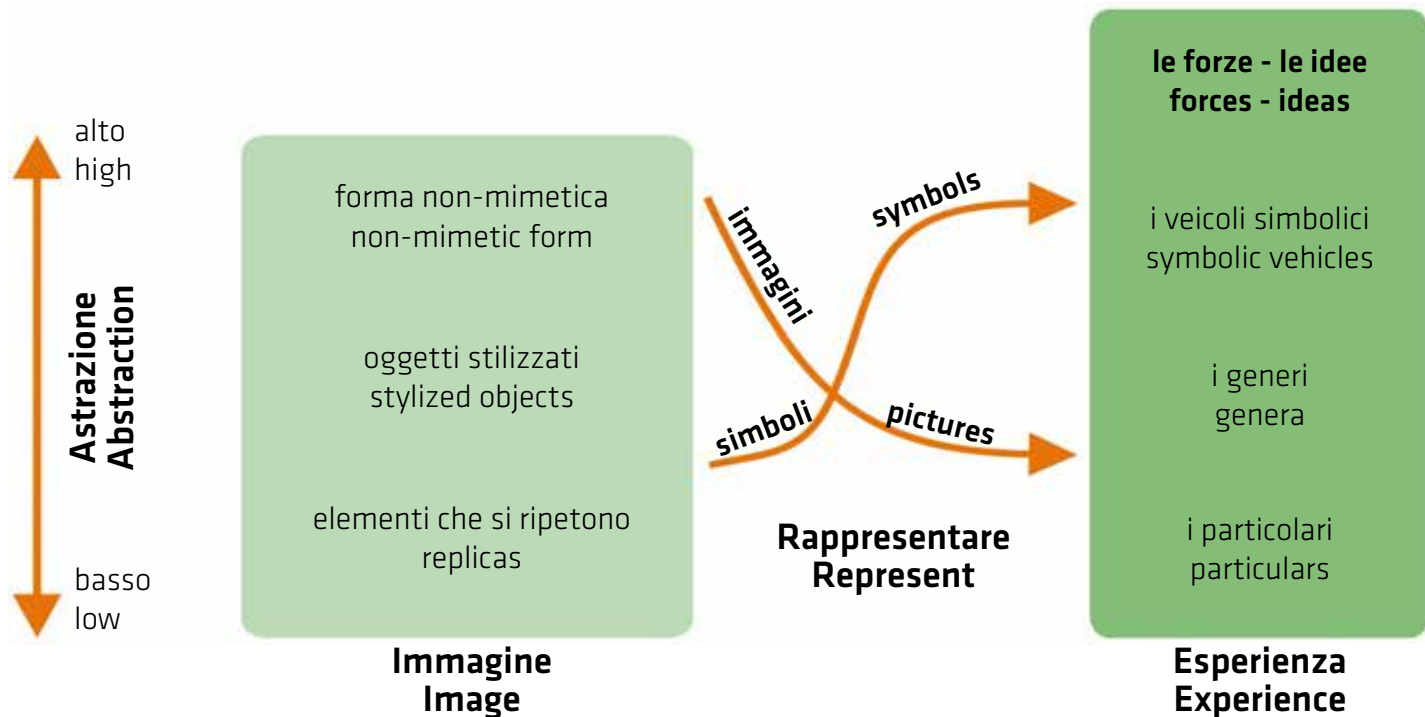 le forze - le idee
forces - ideas
alto
high
forma non-mimetica
non-mimetic form
immagini
symbols
i veicoli simbolici
symbolic vehicles
Astrazione
Abstraction
oggetti stilizzati
stylized objects
simboli
pictures
i generi
genera
elementi che si ripetono
replicas
Rappresentare
Represent
i particolari
particulars
basso
low
Immagine
Image
Esperienza
Experience